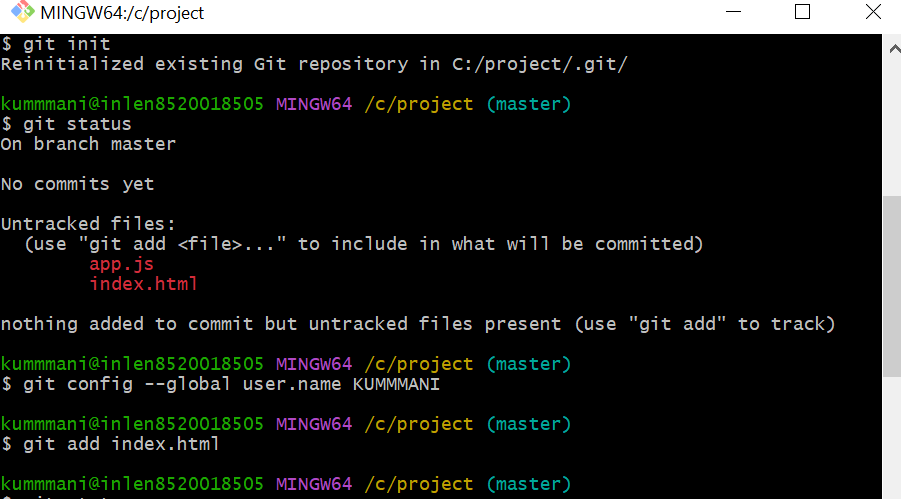 MINGW64:/c/project
$ git init
Reinitialized existing Git repository in C:/project/.git/
kummmani@inlen8520018505 MINGW64 /c/project (master)
$ git status
On branch master
No commits yet
Untracked files:
(use "git add <file>..." to include in what will be committed)
app.js
index.html
nothing added to commit but untracked files present (use "git add" to track)
kummmani@inlen8520018505 MINGW64 /c/project (master)
$ git config --global user.name KUMMMANI
kummmani@inlen8520018505 MINGW64 /c/project (master)
$ git add index.html
kummmani@inlen8520018505 MINGW64 /c/project (master)